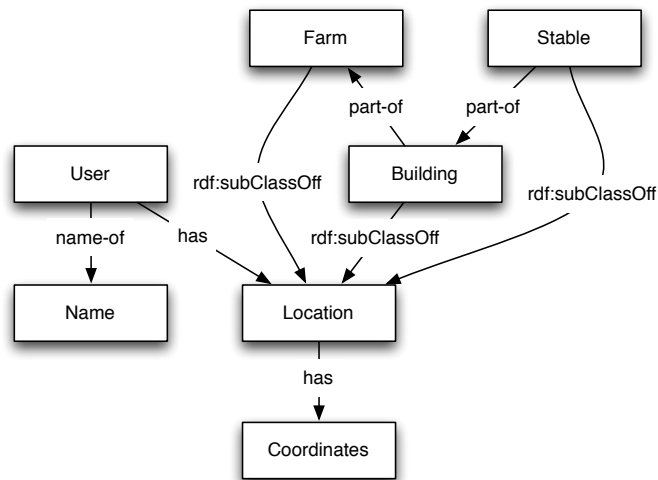 Farm
Stable
part-of
part-of
User
rdf:subClassOff
Building
rdf:subClassOff
name-of
has
rdf:subClassOff
Name
Location
has
Coordinates